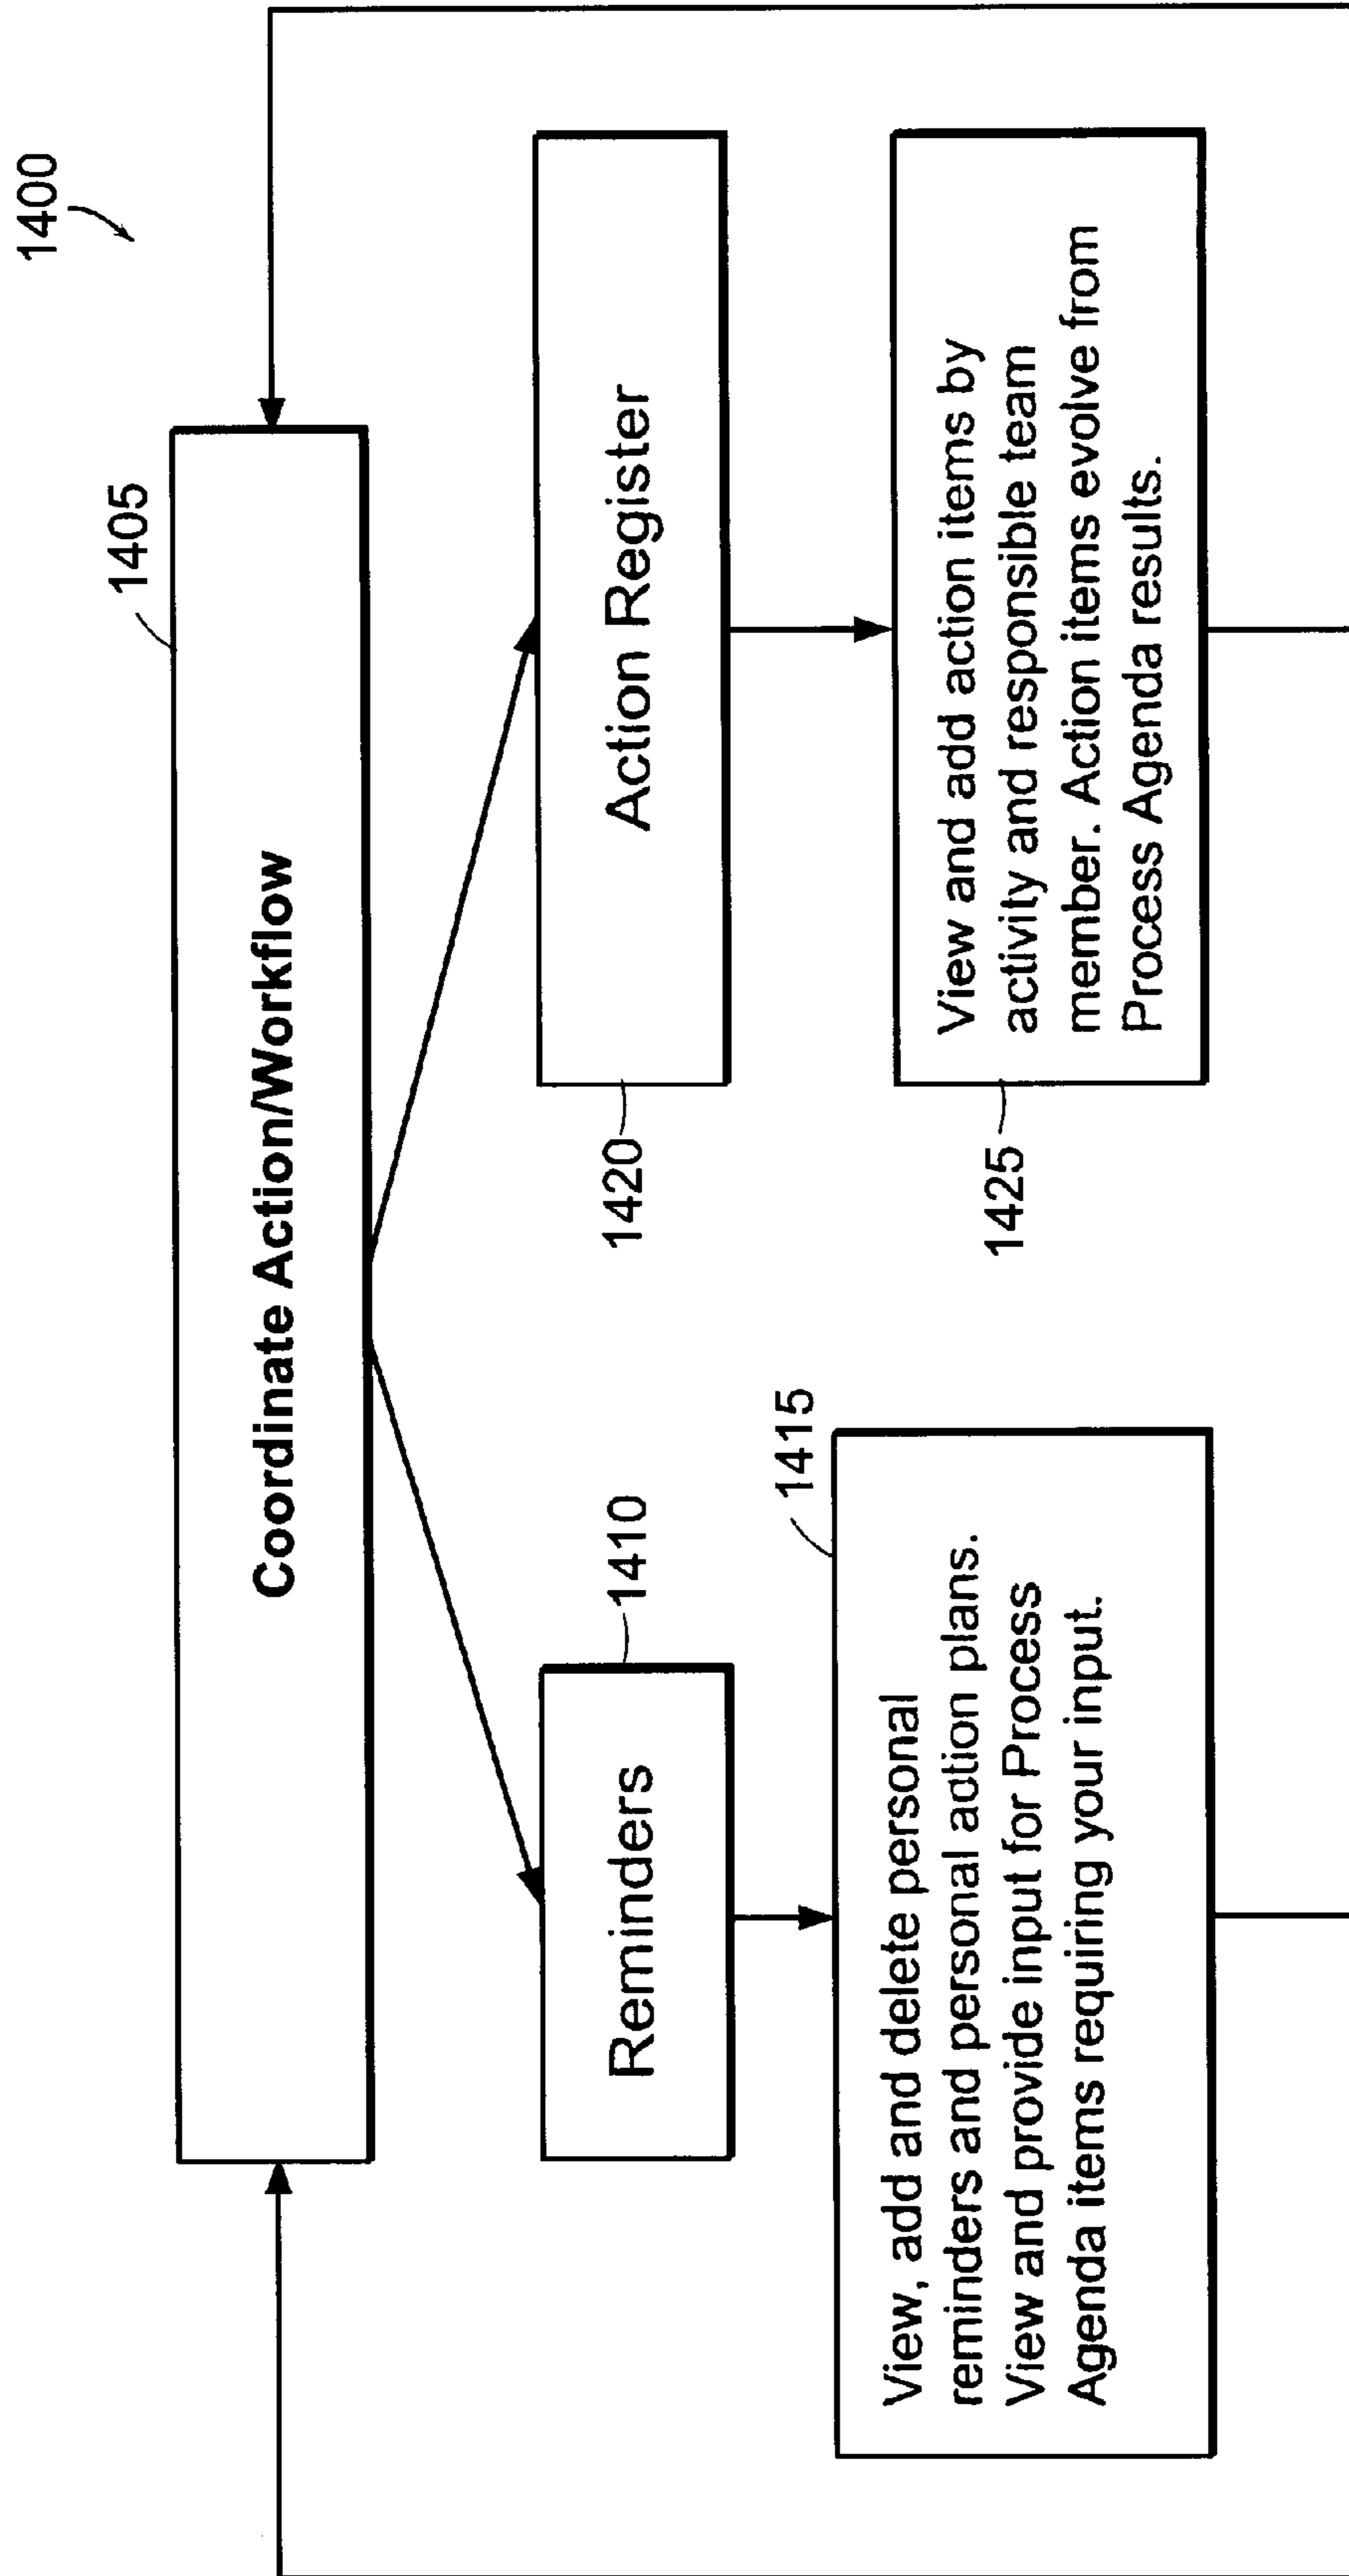 1400
1405
Coordinate Action/Workflow
1410
Reminders
1420
Action Register
1415
View, add and delete personal
reminders and personal action plans.
View and provide input for Process
Agenda items requiring your input.
1425
View and add action items by
activity and responsible team
member. Action items evolve from
Process Agenda results.